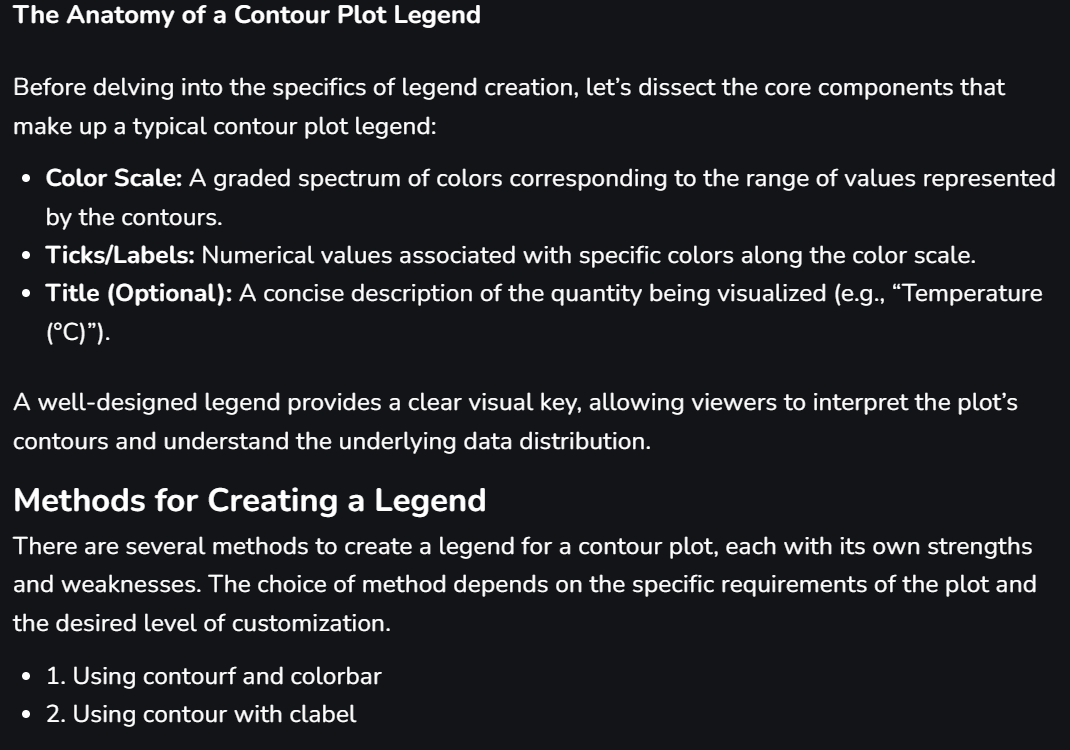 The Anatomy of a Contour Plot Legend
Before delving into the specifics of legend creation, let’s dissect the core components that
make up a typical contour plot legend:
• Color Scale: A graded spectrum of colors corresponding to the range of values represented
by the contours.
• Ticks/Labels: Numerical values associated with specific colors along the color scale.
• Title (Optional): A concise description of the quantity being visualized (e.g., “Temperature
(°C)”).
A well-designed legend provides a clear visual key, allowing viewers to interpret the plot’s
contours and understand the underlying data distribution.
Methods for Creating a Legend
There are several methods to create a legend for a contour plot, each with its own strengths
and weaknesses. The choice of method depends on the specific requirements of the plot and
the desired level of customization.
• 1. Using contourf and colorbar
• 2. Using contour with clabel